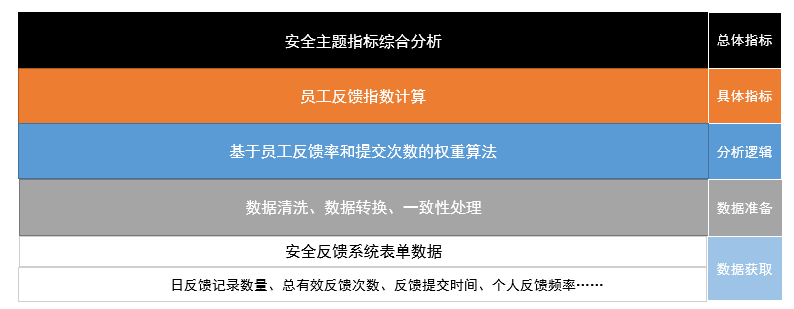 安全主题指标综合分析
总体指标
员工反馈指数计算
具体指标
基于员工反馈率和提交次数的权重算法
分析逻辑
数据清洗、数据转换、一致性处理
数据准备
安全反馈系统表单数据
数据获取
日反馈记录数量、总有效反馈次数、反馈提交时间、个人反馈频率……